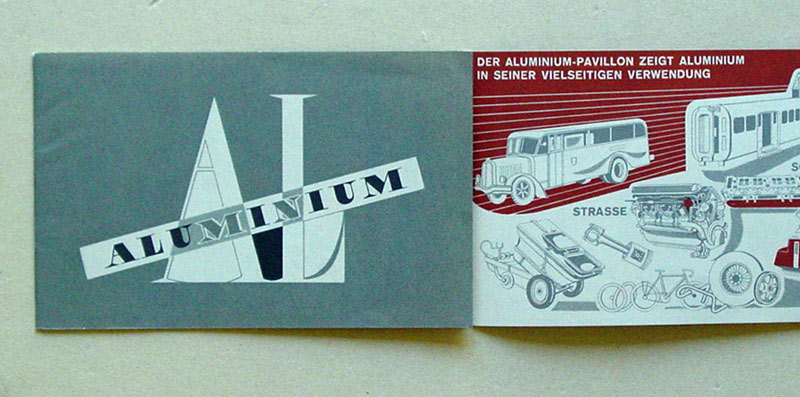 AL
ALUMINIUM
DER ALUMINIUM-PAVILLON ZEIGT ALUMINIUM
IN SEINER VIELSEITIGEN VERWENDUNG
STRASSE